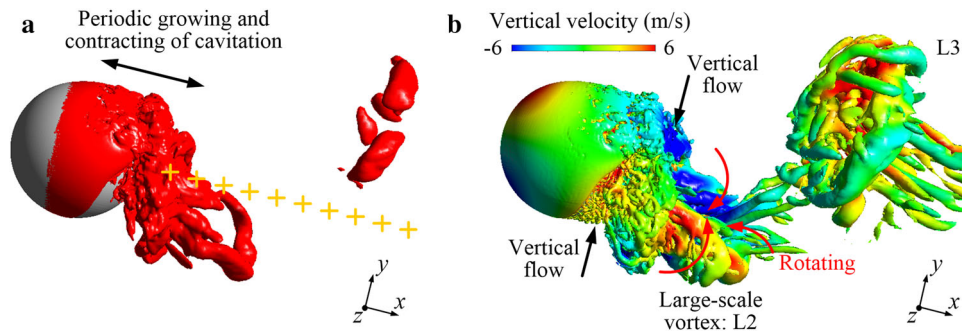 a
Periodic growing and
contracting of cavitation
y
x
z
b
Vertical velocity (m/s)
-6
6
Vertical
flow
L3
Vertical
flow
Rotating
Large-scale
vortex: L2
y
x
z